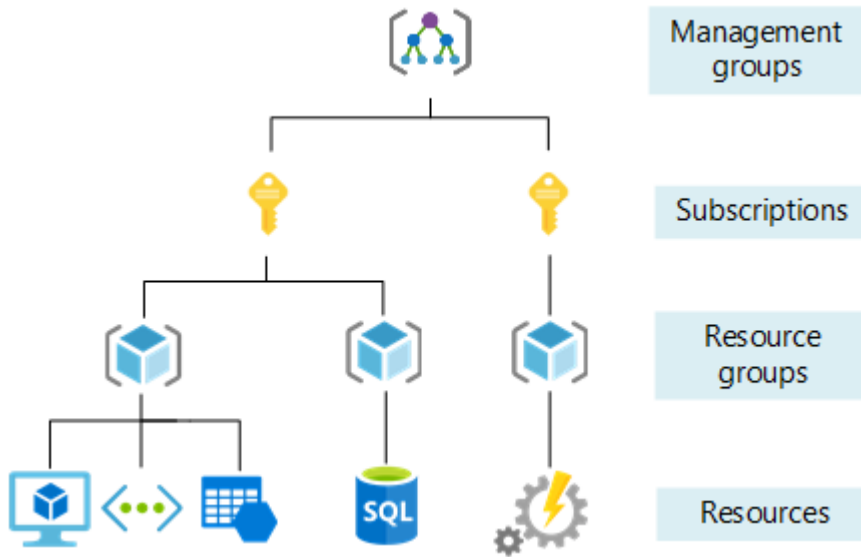 Management
groups
Subscriptions
Resource
groups
SQL
Resources